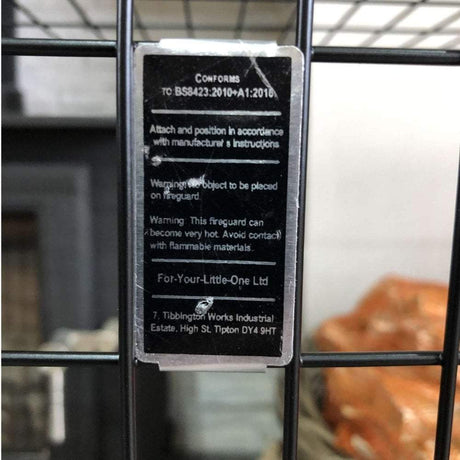 CONFORMS
TO BS8423:2010+A1:2016
Attach and position in accordance
with manufacturer s instructions
Warning: No object to be placed
on fireguard
Warning: This fireguard can
become very hot. Avoid contact
with flammable materials.
For-Your-Little-One Ltd
7, Tibbington Works Industrial
Estate, High St, Tipton DY4 9HT